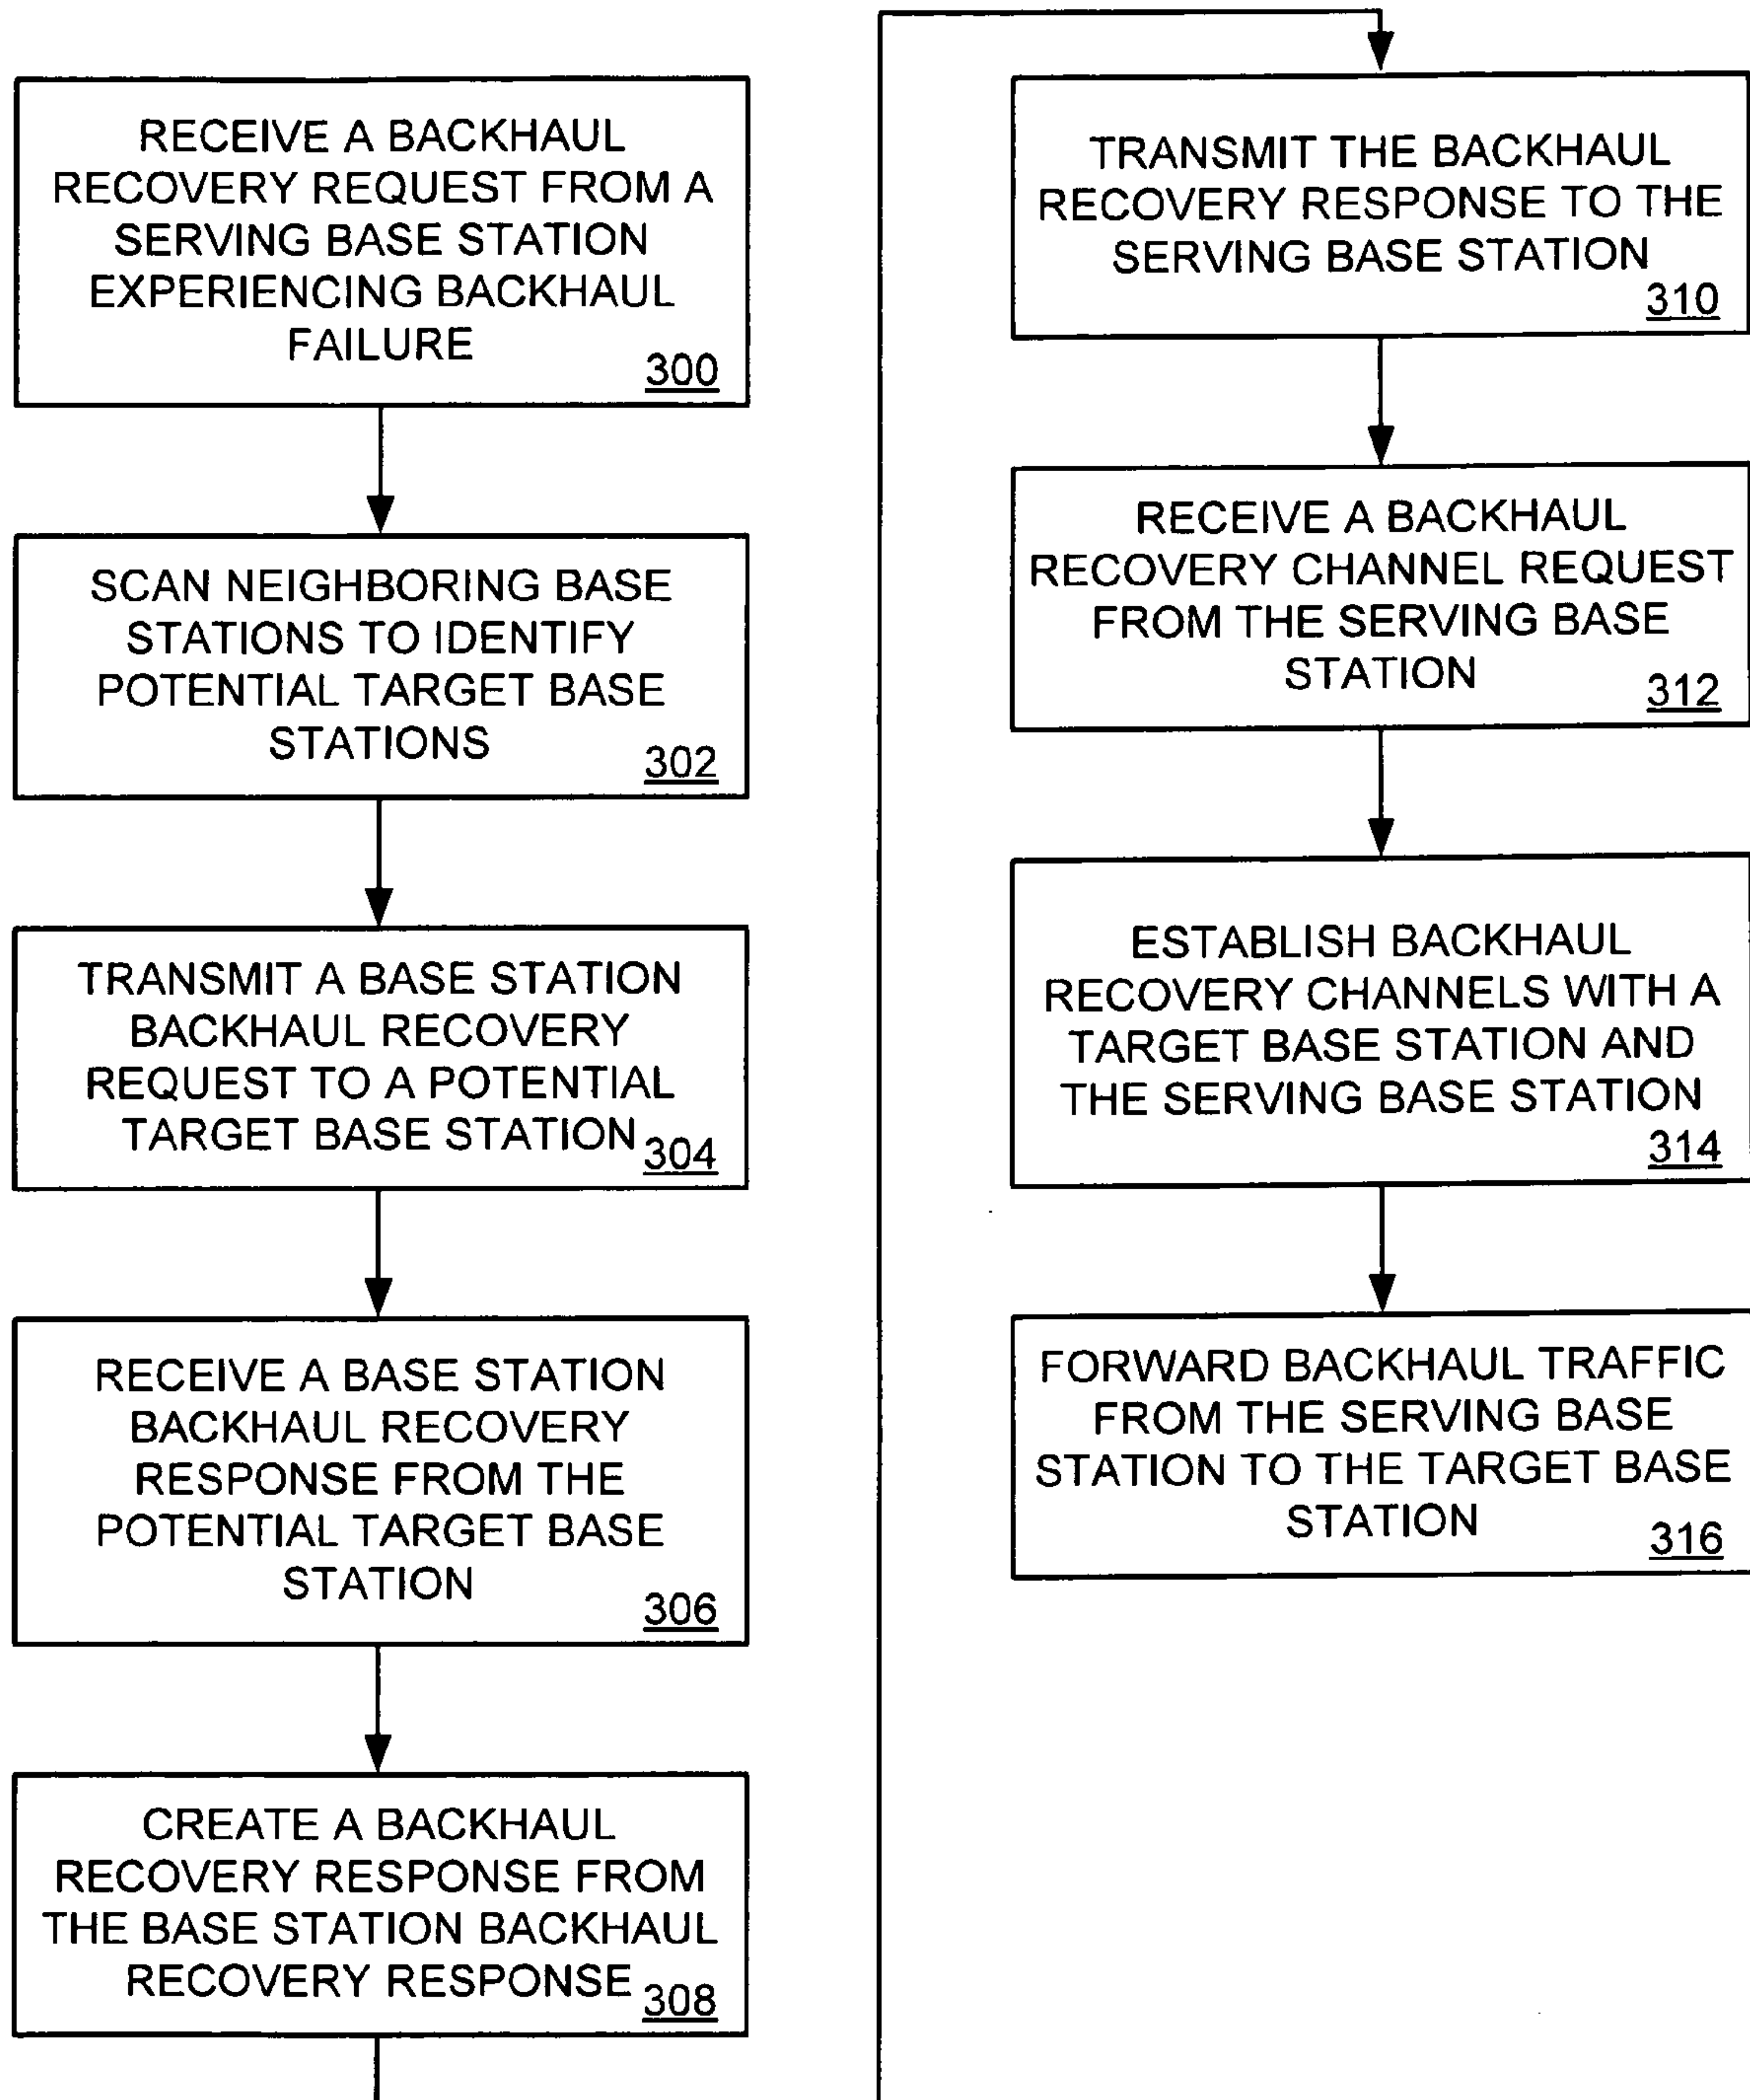 RECEIVE A BACKHAUL
RECOVERY REQUEST FROM A
SERVING BASE STATION
EXPERIENCING BACKHAUL
FAILURE
300
SCAN NEIGHBORING BASE
STATIONS TO IDENTIFY
POTENTIAL TARGET BASE
STATIONS
302
TRANSMIT A BASE STATION
BACKHAUL RECOVERY
REQUEST TO A POTENTIAL
TARGET BASE STATION
304
RECEIVE A BASE STATION
BACKHAUL RECOVERY
RESPONSE FROM THE
POTENTIAL TARGET BASE
STATION
306
CREATE A BACKHAUL
RECOVERY RESPONSE FROM
THE BASE STATION BACKHAUL
RECOVERY RESPONSE
308
TRANSMIT THE BACKHAUL
RECOVERY RESPONSE TO THE
SERVING BASE STATION
310
RECEIVE A BACKHAUL
RECOVERY CHANNEL REQUEST
FROM THE SERVING BASE
STATION
312
ESTABLISH BACKHAUL
RECOVERY CHANNELS WITH A
TARGET BASE STATION AND
THE SERVING BASE STATION
314
FORWARD BACKHAUL TRAFFIC
FROM THE SERVING BASE
STATION TO THE TARGET BASE
STATION
316